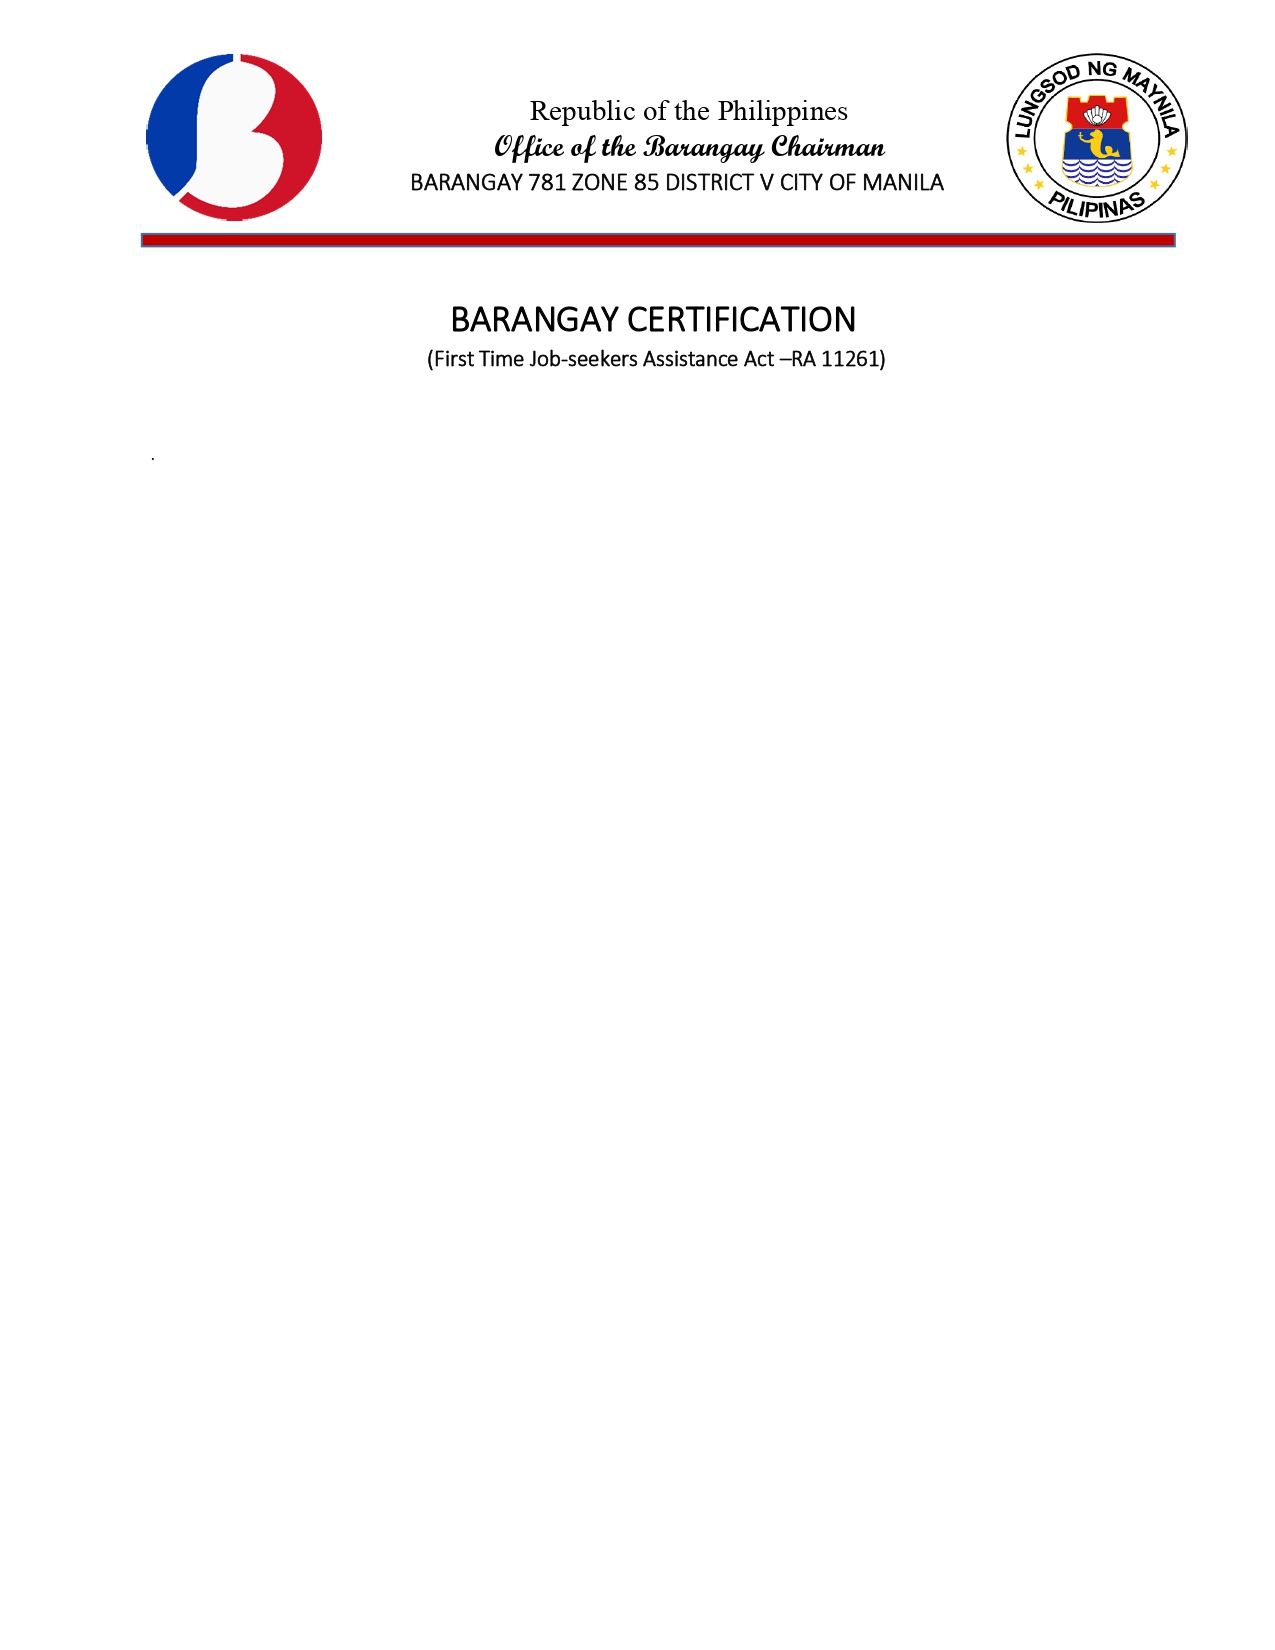 Republic of the Philippines
Office of the Barangay Chairman
BARANGAY 781 ZONE 85 DISTRICT V CITY OF MANILA
LUNGSOD NG MAYNILA
PILIPINAS
BARANGAY CERTIFICATION
(First Time Job-seekers Assistance Act –RA 11261)
.